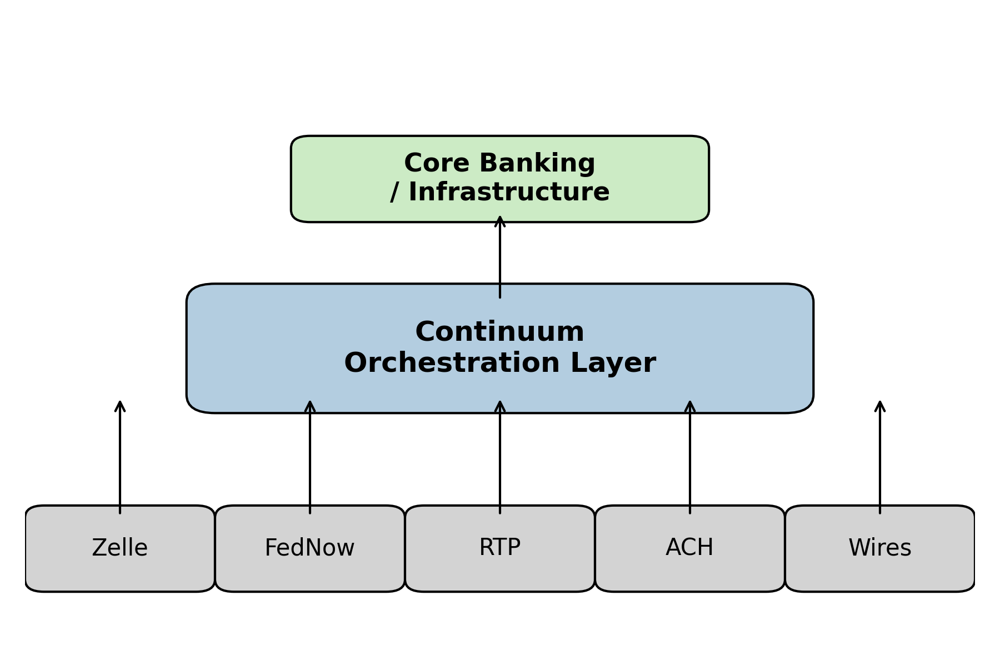 Core Banking
/ Infrastructure
Continuum
Orchestration Layer
Zelle
FedNow
RTP
ACH
Wires